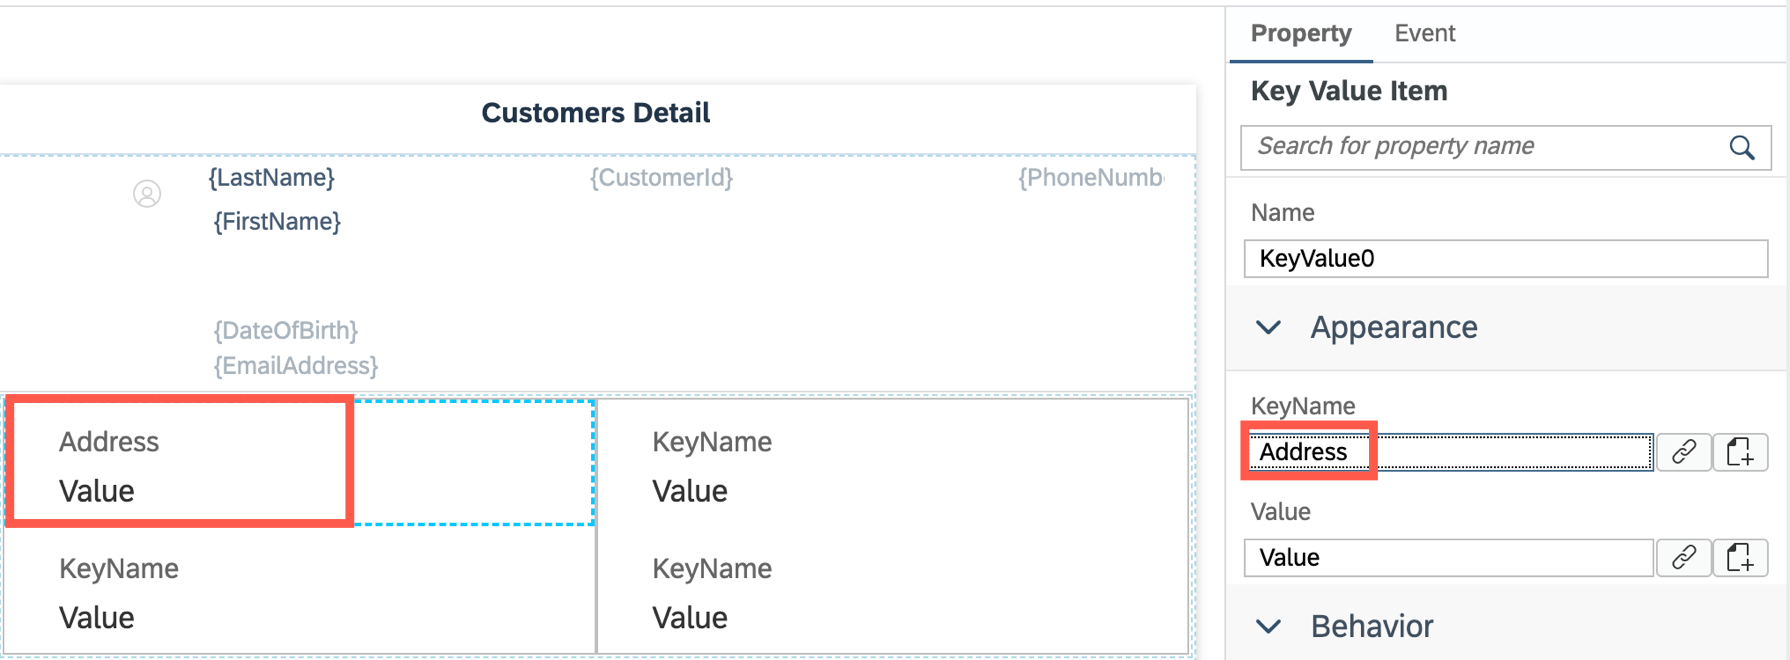 Customers Detail
{LastName}
{CustomerId}
{PhoneNumb
{FirstName}
{DateOfBirth}
{EmailAddress}
Address
Value
KeyName
Value
KeyName
Value
KeyName
Value
Property
Event
Key Value Item
Search for property name
Name
KeyValue0
Appearance
KeyName
Address
Value
Value
Behavior